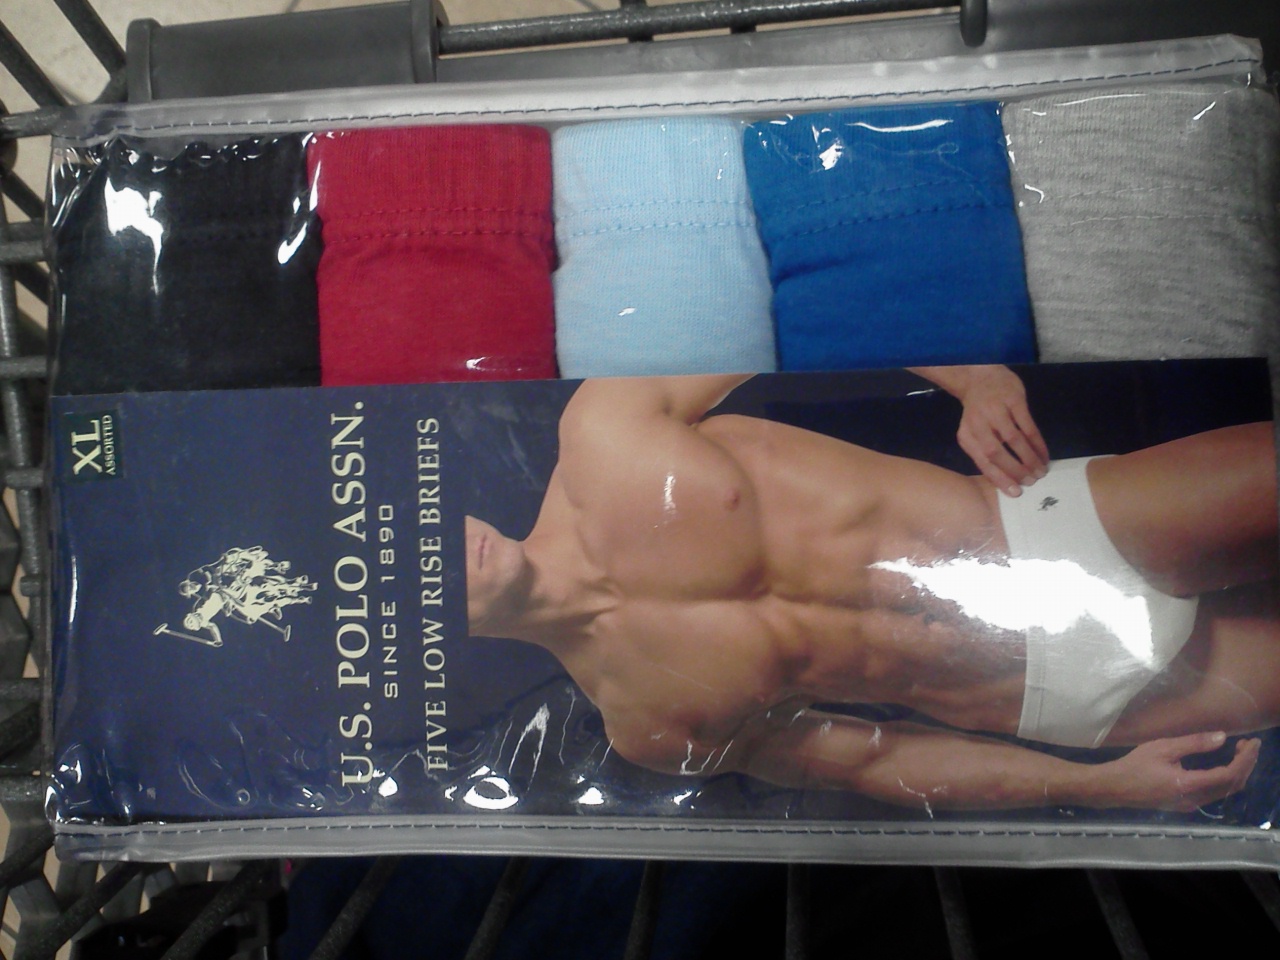 XL
ASSORTED
U.S. POLO ASSN.
SINCE 1890
FIVE LOW RISE BRIEFS